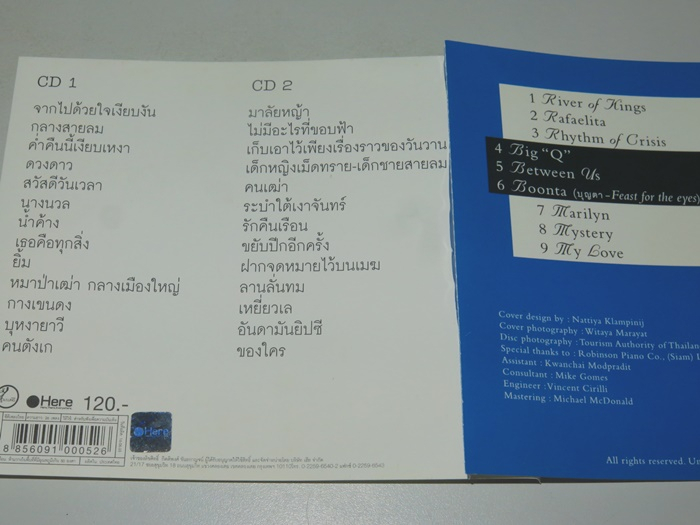 CD 1
จากไปด้วยใจเงียบงัน
กลางสายลม
ค่ำคืนนี้เงียบเหงา
ดวงดาว
สวัสดีวันเวลา
นางนวล
น้ำค้าง
เธอคือทุกสิ่ง
ยิ้ม
หมาป่าเฒ่า กลางเมืองใหญ่
กางเขนดง
บุหงายาวี
คนดังเก
CD 2
มาลัยหญ้า
ไม่มีอะไรที่ขอบฟ้า
เก็บเอาไว้เพียงเรื่องราวของวันวาน
เด็กหญิงเม็ดทราย-เด็กชายสายลม
คนเฒ่า
ระบำใต้เงาจันทร์
รักคืนเรือน
ขยับปีกอีกครั้ง
ฝากจดหมายไว้บนเมฆ
ลานลั่นทม
เหยี่ยวเล
อันดามันยิปซี
ของใคร
Here 120.-
Here
8 856091 000526
1 River of Kings
2 Rafaelita
3 Rhythm of Crisis
4 Big "Q"
5 Between Us
6 Boonta (บุญตา - Feast for the eyes)
7 Marilyn
8 Mystery
9 My Love
Cover design by : Nattiya Klampinij
Cover photography : Witaya Marayat
Disc photography : Tourism Authority of Thailan
Special thanks to : Robinson Piano Co., (Siam) L
Assistant : Kwanchai Modpradit
Consultant : Mike Gomes
Engineer : Vincent Cirilli
Mastering : Michael McDonald
All rights reserved. Un